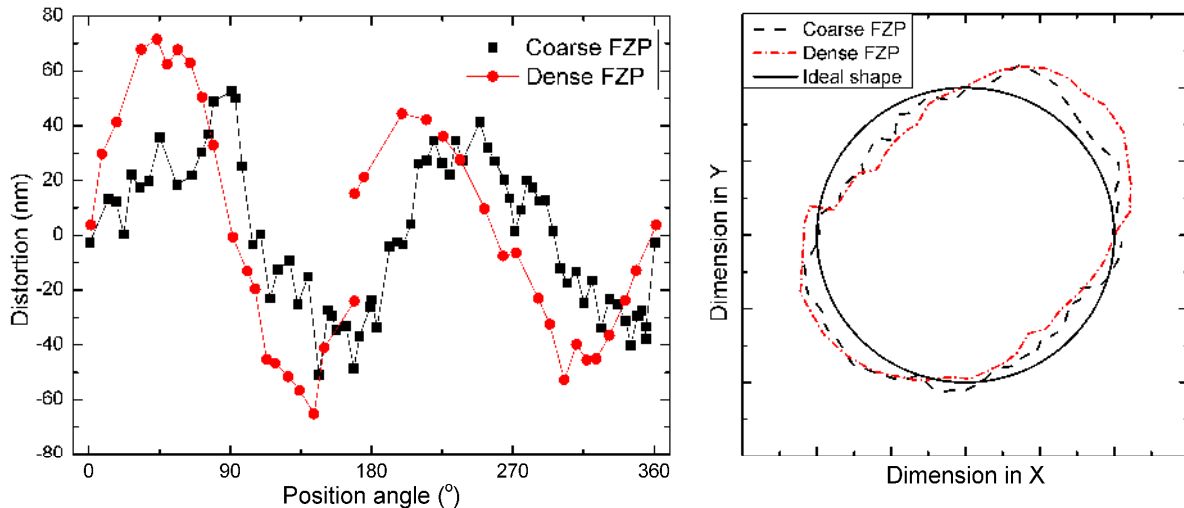 80
60
40
20
0
-20
-40
-60
-80
Distortion (nm)
Coarse FZP
Dense FZP
0 90 180 270 360
Position angle (°)
Coarse FZP
Dense FZP
Ideal shape
Dimension in Y
Dimension in X